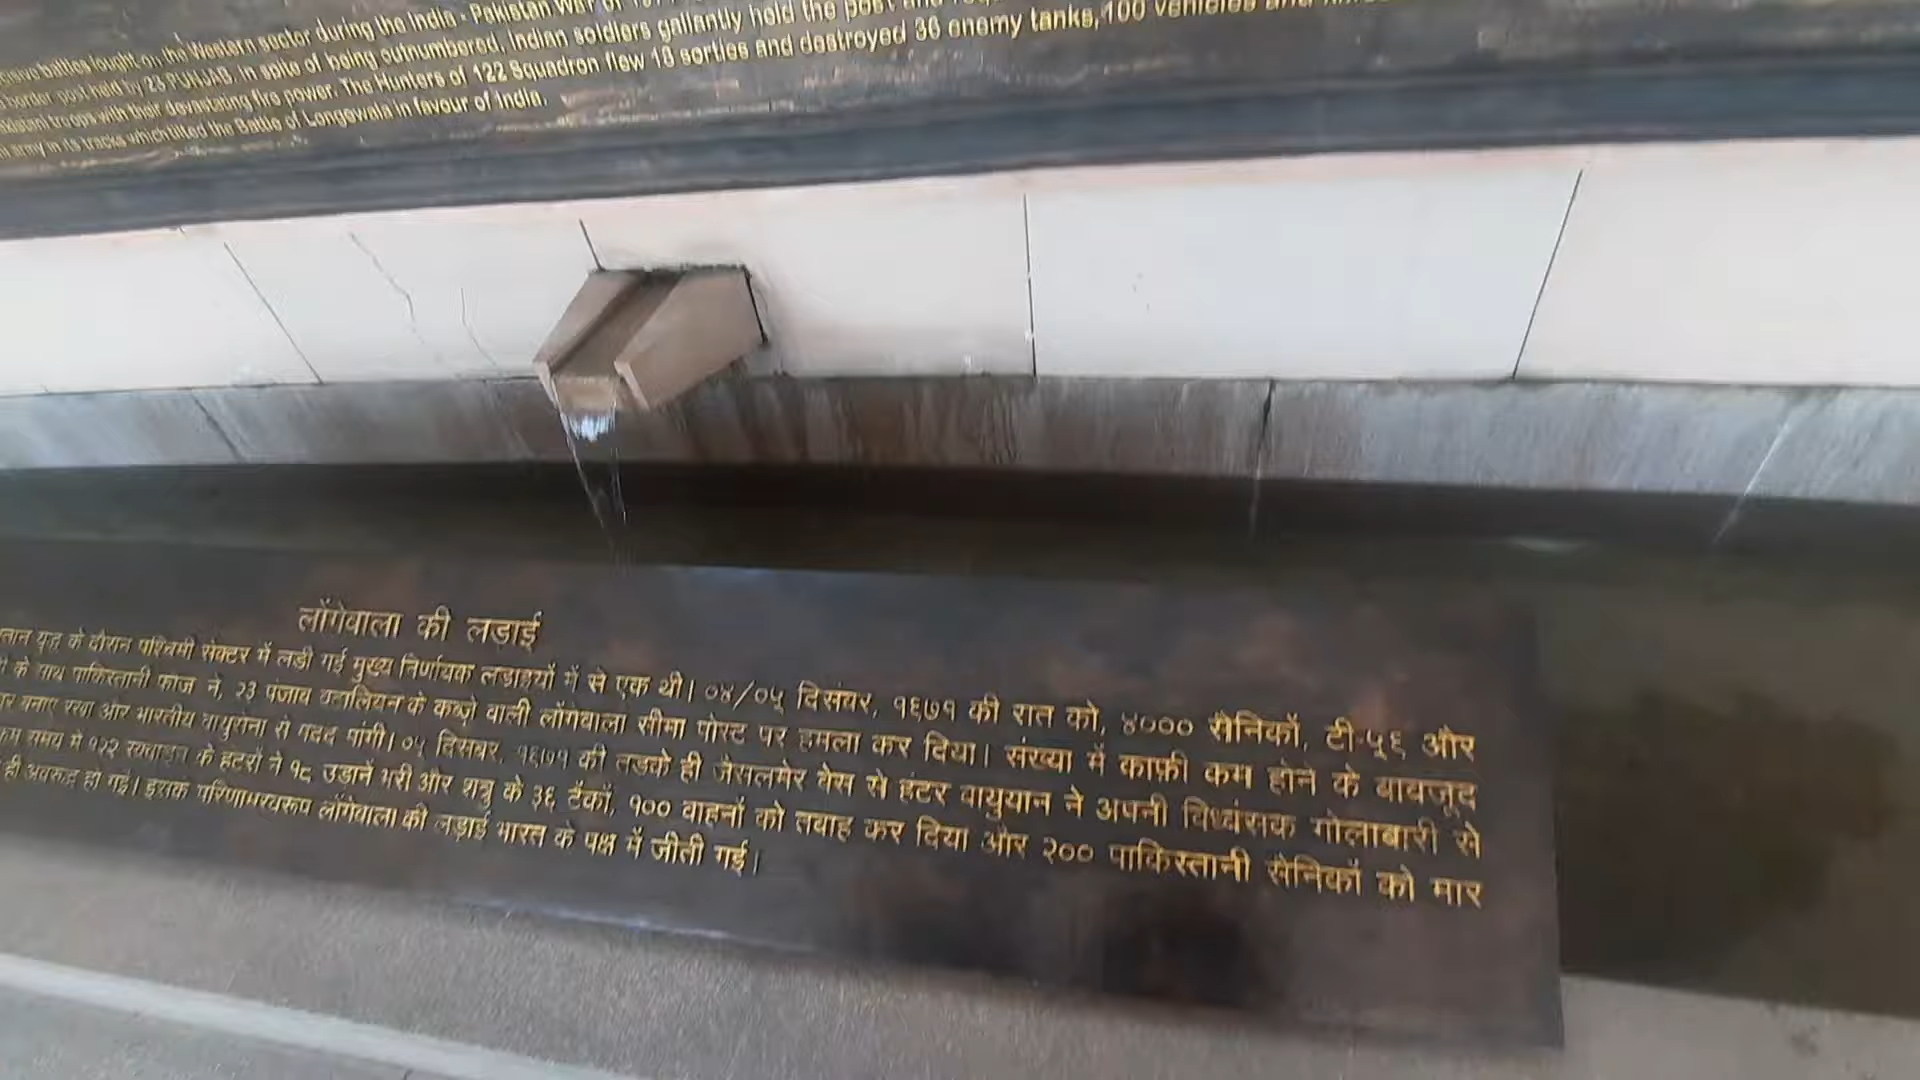 battles fought on the Western sector during the India - Pakistan War of
border post held by 23 PUNJAB. In spite of being outnumbered, Indian soldiers gallantly held the post and
troops with their devastating fire power. The Hunters of 122 Squadron flew 18 sorties and destroyed 36 enemy tanks, 100 vehicles and
army in its tracks which tilted the Battle of Longewala in favour of India.
लोंगेवाला की लडाई
युद्ध के दौरान पश्चिमी सेक्टर में लडी गई मुख्य निर्णायक लडाइयों में से एक थी। ०४/०५ दिसंबर, १९७१ की रात को, ४००० सैनिकों, टी-५९ और
के साथ पाकिस्तानी फौज ने, २३ पंजाब बटालियन के कब्ज़े वाली लोंगेवाला सीमा पोस्ट पर हमला कर दिया। संख्या में काफ़ी कम होने के बावजूद
बनाए रखा और भारतीय वायुसेना से मदद मांगी। ०५ दिसंबर, १९७१ की तडके ही जैसलमेर बेस से हंटर वायुयान ने अपनी विध्वंसक गोलाबारी से
समय में १२२ स्क्वाड्रन के हंटरों ने १८ उडानें भरी और शत्रु के ३६ टैंकों, १०० वाहनों को तबाह कर दिया और २०० पाकिस्तानी सैनिकों को मार
ही अवरुद्ध हो गई। इसके परिणामस्वरूप लोंगेवाला की लड़ाई भारत के पक्ष में जीती गई।